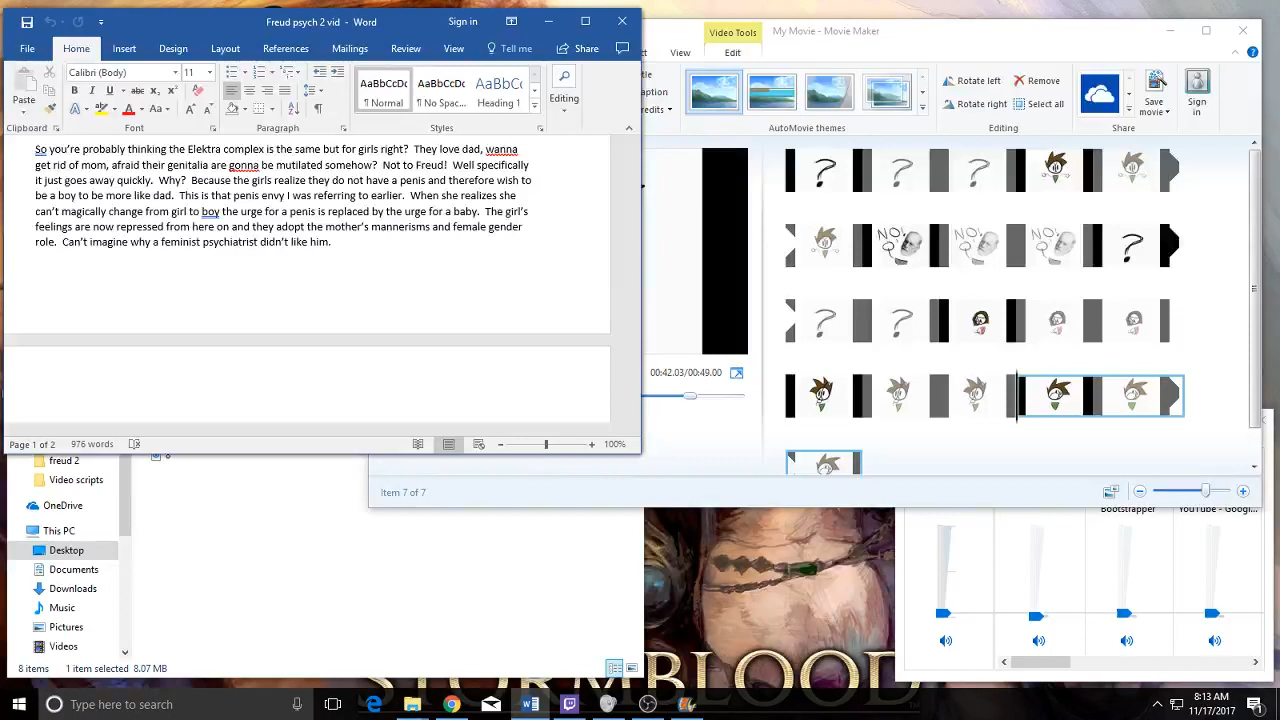 Freud psych 2 vid - Word
Sign in
File Home Insert Design Layout References Mailings Review View Tell me Share
Paste
Calibri (Body) 11
B I U
Aa
AaBbCcDc AaBbCcDc AaBbCc
¶ Normal ¶ No Spac... Heading 1
Editing
Clipboard Font Paragraph Styles
So you're probably thinking the Elektra complex is the same but for girls right? They love dad, wanna
get rid of mom, afraid their genitalia are gonna be mutilated somehow? Not to Freud! Well specifically
it just goes away quickly. Why? Because the girls realize they do not have a penis and therefore wish to
be a boy to be more like dad. This is that penis envy I was referring to earlier. When she realizes she
can't magically change from girl to boy the urge for a penis is replaced by the urge for a baby. The girl's
feelings are now repressed from here on and they adopt the mother's mannerisms and female gender
role. Can't imagine why a feminist psychiatrist didn't like him.
Page 1 of 2 976 words 100%
Video Tools
My Movie - Movie Maker
View Edit
Rotate left
Rotate right
Remove
Select all
Save
movie
Sign
in
AutoMovie themes Editing Share
NO! NO! NO!
00:42.03/00:49.00
Item 7 of 7
freud 2
Video scripts
OneDrive
This PC
Desktop
Documents
Downloads
Music
Pictures
Videos
8 items 1 item selected 8.07 MB
Bootstrapper
YouTube - Googl...
STORMBLOOD
Type here to search
8:13 AM
11/17/2017